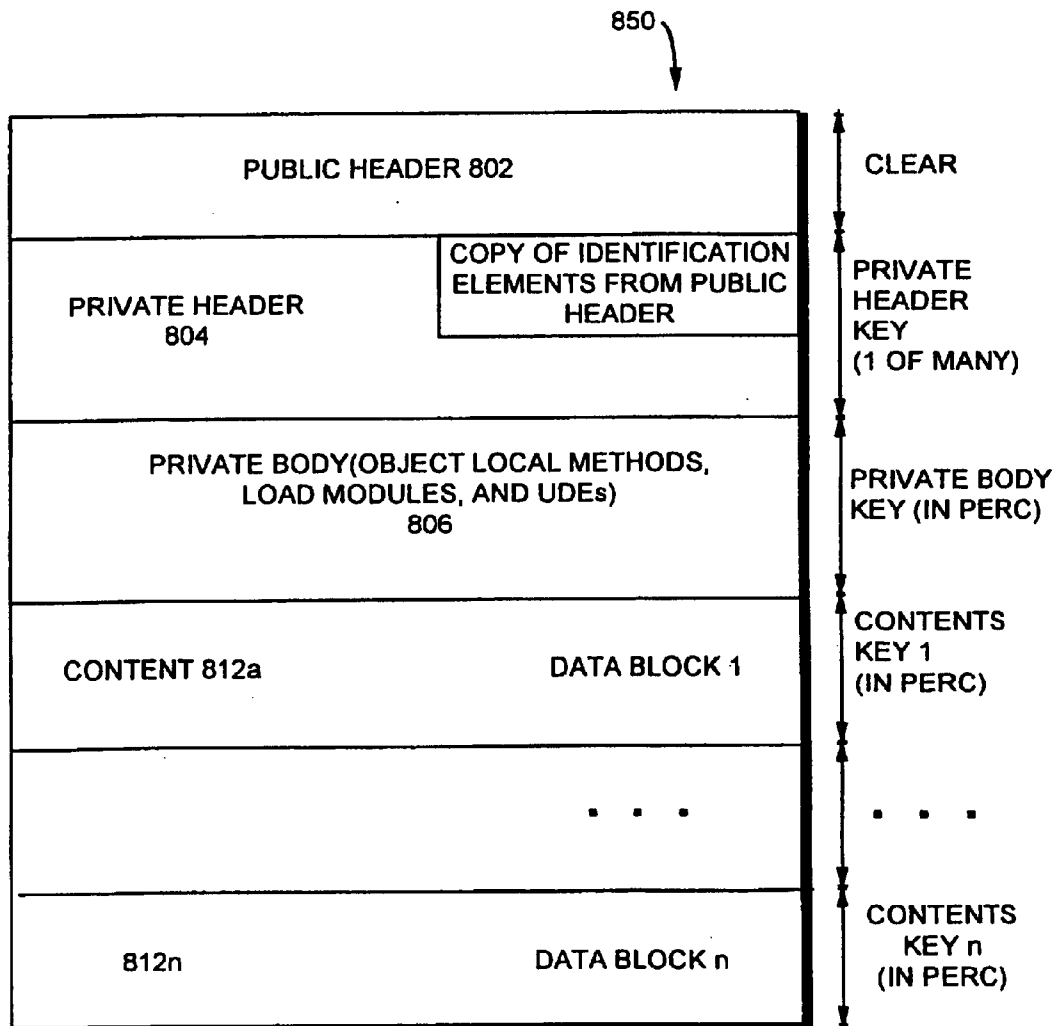 850
PUBLIC HEADER 802
CLEAR
COPY OF IDENTIFICATION
ELEMENTS FROM PUBLIC
HEADER
PRIVATE HEADER
804
PRIVATE
HEADER
KEY
(1 OF MANY)
PRIVATE BODY(OBJECT LOCAL METHODS,
LOAD MODULES, AND UDEs)
806
PRIVATE BODY
KEY (IN PERC)
CONTENT 812a
DATA BLOCK 1
CONTENTS
KEY 1
(IN PERC)
. . .
. . .
812n
DATA BLOCK n
CONTENTS
KEY n
(IN PERC)